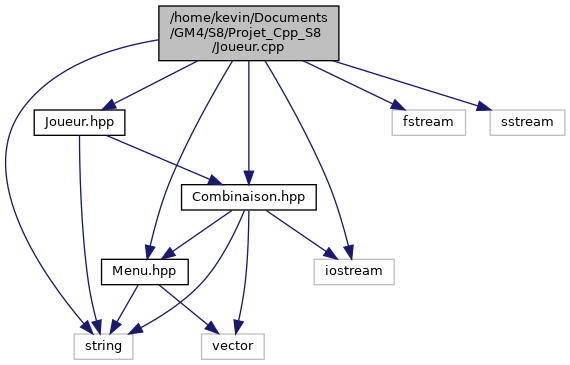 /home/kevin/Documents
/GM4/S8/Projet_Cpp_S8
/Joueur.cpp
Joueur.hpp
fstream
sstream
Combinaison.hpp
Menu.hpp
iostream
string
vector